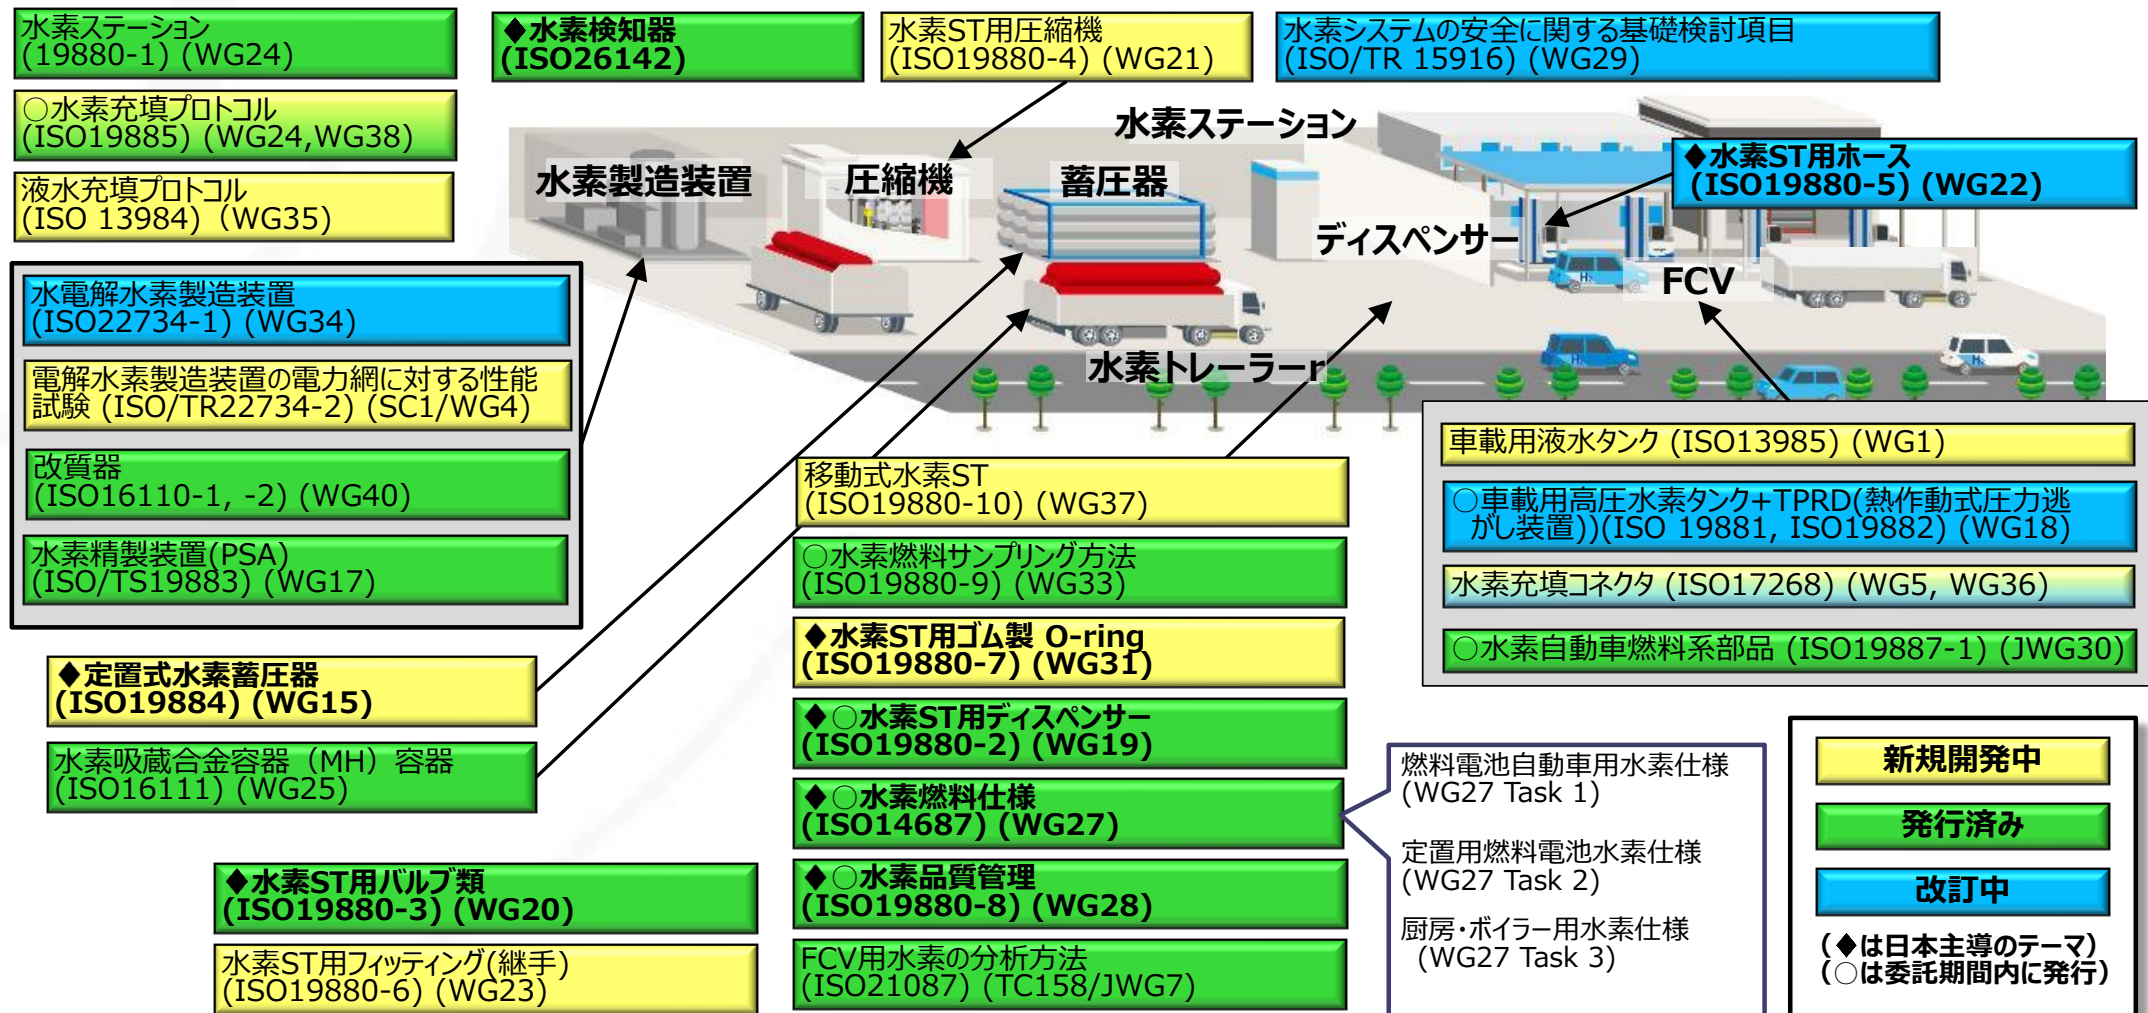 水素ステーション
(19880-1) (WG24)
◆水素検知器
(ISO26142)
水素ST用圧縮機
(ISO19880-4) (WG21)
水素システムの安全に関する基礎検討項目
(ISO/TR 15916) (WG29)
○水素充填プロトコル
(ISO19885) (WG24,WG38)
液水充填プロトコル
(ISO 13984) (WG35)
水素ステーション
水素製造装置
圧縮機
蓄圧器
◆水素ST用ホース
(ISO19880-5) (WG22)
ディスペンサー
FCV
水素トレーラーr
水電解水素製造装置
(ISO22734-1) (WG34)
電解水素製造装置の電力網に対する性能
試験 (ISO/TR22734-2) (SC1/WG4)
改質器
(ISO16110-1, -2) (WG40)
水素精製装置(PSA)
(ISO/TS19883) (WG17)
◆定置式水素蓄圧器
(ISO19884) (WG15)
水素吸蔵合金容器（MH）容器
(ISO16111) (WG25)
◆水素ST用バルブ類
(ISO19880-3) (WG20)
水素ST用フィッティング(継手)
(ISO19880-6) (WG23)
移動式水素ST
(ISO19880-10) (WG37)
○水素燃料サンプリング方法
(ISO19880-9) (WG33)
◆水素ST用ゴム製 O-ring
(ISO19880-7) (WG31)
◆○水素ST用ディスペンサー
(ISO19880-2) (WG19)
◆○水素燃料仕様
(ISO14687) (WG27)
◆○水素品質管理
(ISO19880-8) (WG28)
FCV用水素の分析方法
(ISO21087) (TC158/JWG7)
燃料電池自動車用水素仕様
(WG27 Task 1)
定置用燃料電池水素仕様
(WG27 Task 2)
厨房・ボイラー用水素仕様
(WG27 Task 3)
車載用液水タンク (ISO13985) (WG1)
○車載用高圧水素タンク+TPRD(熱作動式圧力逃
がし装置))(ISO 19881, ISO19882) (WG18)
水素充填コネクタ (ISO17268) (WG5, WG36)
○水素自動車燃料系部品 (ISO19887-1) (JWG30)
新規開発中
発行済み
改訂中
(◆は日本主導のテーマ)
(○は委託期間内に発行)